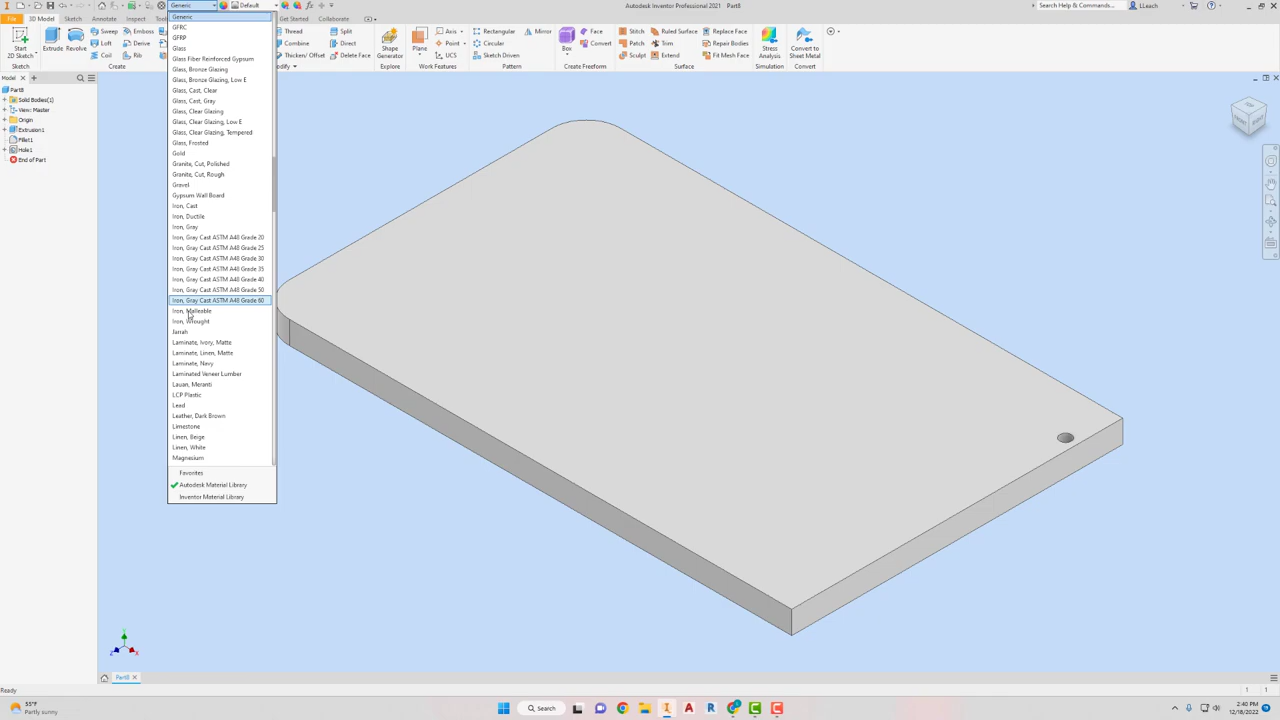 Generic
Default
Autodesk Inventor Professional 2021 Part8
Search Help & Commands...
LLeach
File
3D Model
Sketch
Annotate
Inspect
Tools
Get Started
Collaborate
Start
2D Sketch
Sketch
Extrude
Revolve
Sweep
Loft
Coil
Emboss
Derive
Rib
Create
Thread
Combine
Thicken/ Offset
Split
Direct
Delete Face
Modify
Shape
Generator
Explore
Plane
Axis
Point
UCS
Work Features
Rectangular
Circular
Sketch Driven
Mirror
Pattern
Box
Face
Convert
Create Freeform
Stitch
Patch
Sculpt
Ruled Surface
Trim
Extend
Replace Face
Repair Bodies
Fit Mesh Face
Surface
Stress
Analysis
Simulation
Convert to
Sheet Metal
Convert
Model
Part8
Solid Bodies(1)
View: Master
Origin
Extrusion1
Fillet1
Hole1
End of Part
Generic
GFRC
GFRP
Glass
Glass Fiber Reinforced Gypsum
Glass, Bronze Glazing
Glass, Bronze Glazing, Low E
Glass, Cast, Clear
Glass, Cast, Gray
Glass, Clear Glazing
Glass, Clear Glazing, Low E
Glass, Clear Glazing, Tempered
Glass, Frosted
Gold
Granite, Cut, Polished
Granite, Cut, Rough
Gravel
Gypsum Wall Board
Iron, Cast
Iron, Ductile
Iron, Gray
Iron, Gray Cast ASTM A48 Grade 20
Iron, Gray Cast ASTM A48 Grade 25
Iron, Gray Cast ASTM A48 Grade 30
Iron, Gray Cast ASTM A48 Grade 35
Iron, Gray Cast ASTM A48 Grade 40
Iron, Gray Cast ASTM A48 Grade 50
Iron, Gray Cast ASTM A48 Grade 60
Iron, Malleable
Iron, Wrought
Jarrah
Laminate, Ivory, Matte
Laminate, Linen, Matte
Laminate, Navy
Laminated Veneer Lumber
Lauan, Meranti
LCP Plastic
Lead
Leather, Dark Brown
Limestone
Linen, Beige
Linen, White
Magnesium
Favorites
Autodesk Material Library
Inventor Material Library
Part8
Ready
1 1
55°F
Partly sunny
Search
2:40 PM
12/18/2022